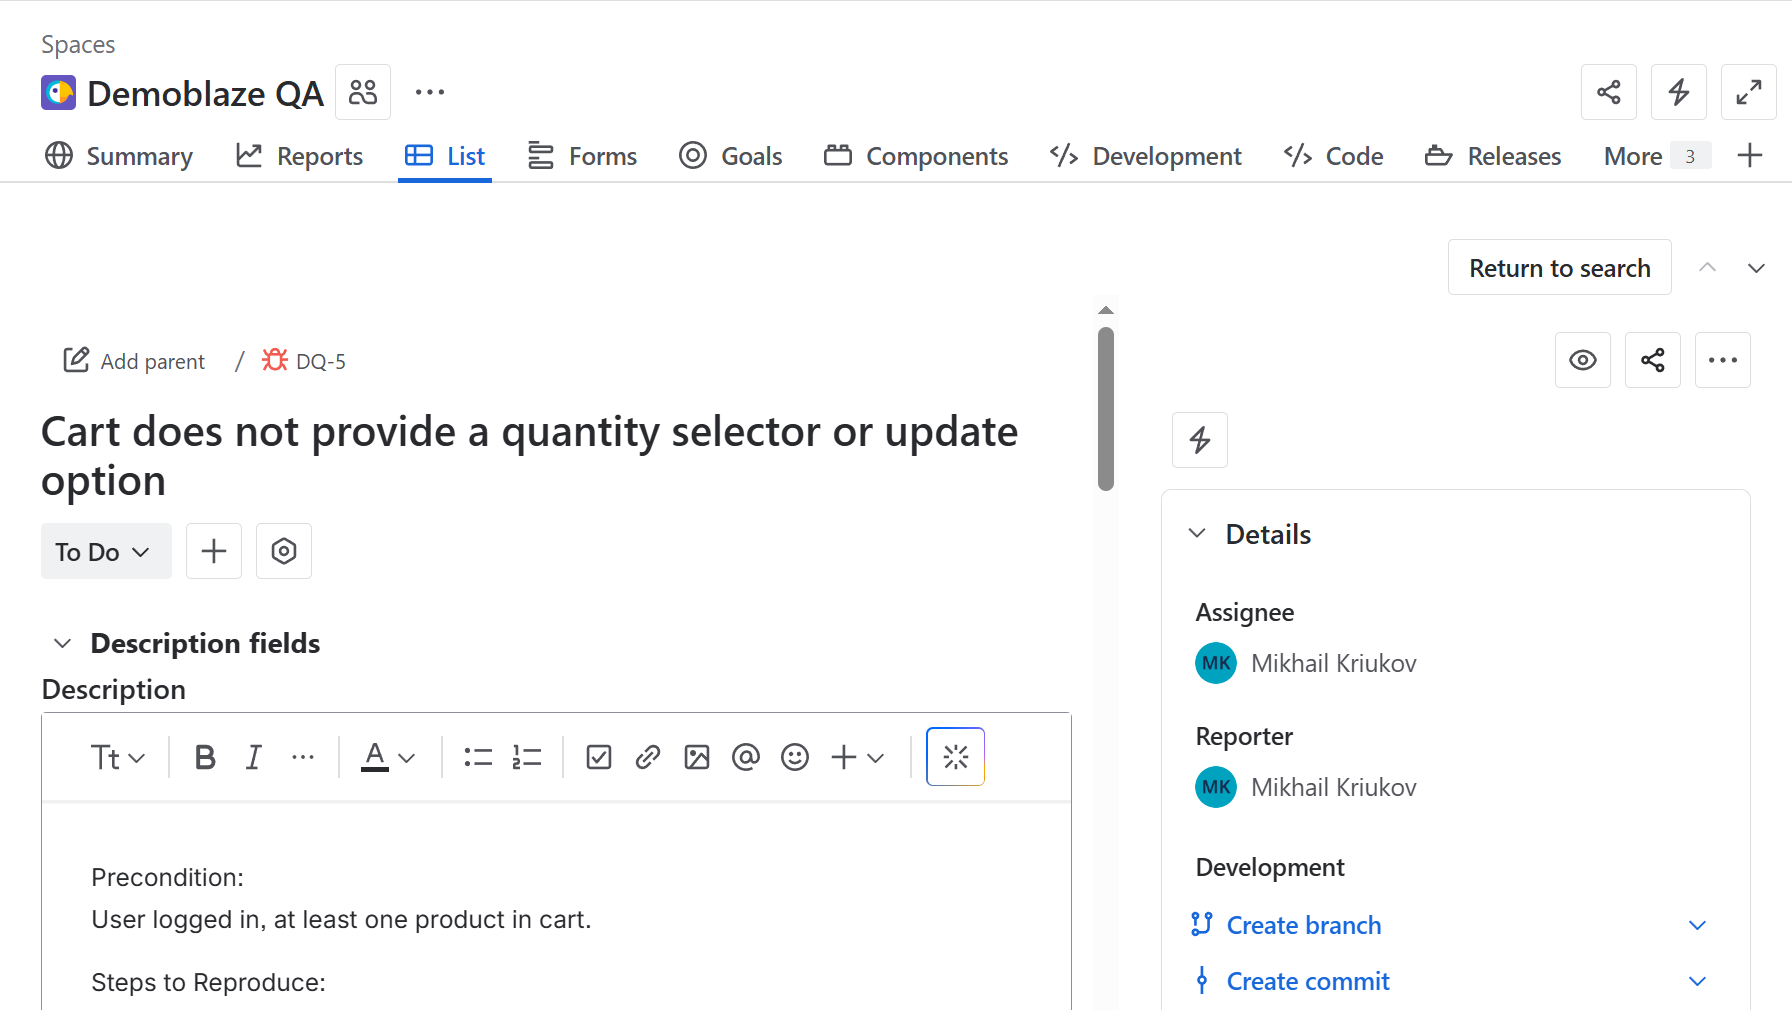 Spaces
Demoblaze QA
Summary Reports List Forms Goals Components Development Code Releases More 3
Return to search
Add parent / DQ-5
Cart does not provide a quantity selector or update
option
To Do
Description fields
Description
Tt B I A
Precondition:
User logged in, at least one product in cart.
Steps to Reproduce:
Details
Assignee
MK Mikhail Kriukov
Reporter
MK Mikhail Kriukov
Development
Create branch
Create commit